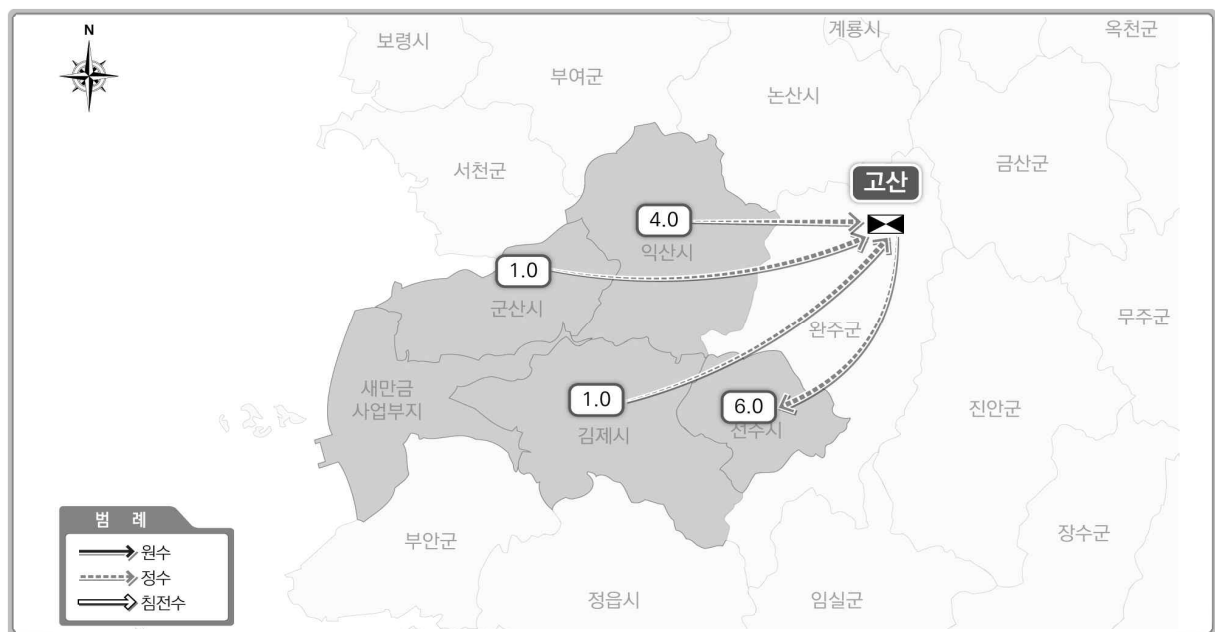 N
보령시
계룡시
옥천군
부여군
논산시
서천군
금산군
고산
4.0
익산시
1.0
군산시
완주군
무주군
새만금
사업부지
1.0
김제시
6.0
전주시
진안군
범 례
원수
정수
침전수
부안군
정읍시
임실군
장수군